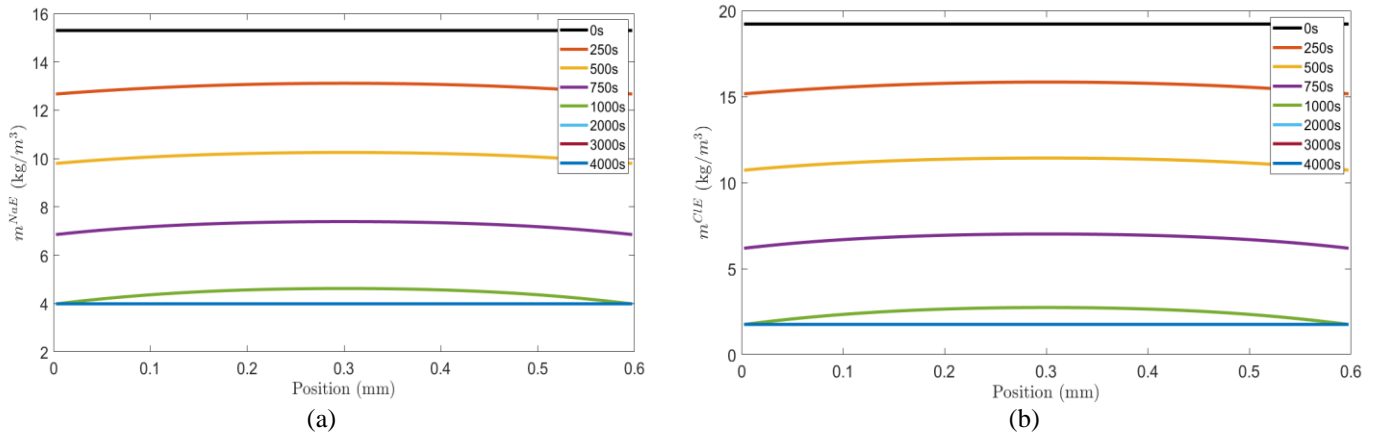 16
14
12
10
8
6
4
2
m^{NaE} (kg/m^3)
0
0.1
0.2
0.3
0.4
0.5
0.6
Position (mm)
0s
250s
500s
750s
1000s
2000s
3000s
4000s
(a)
20
15
10
5
0
m^{ClE} (kg/m^3)
0
0.1
0.2
0.3
0.4
0.5
0.6
Position (mm)
0s
250s
500s
750s
1000s
2000s
3000s
4000s
(b)